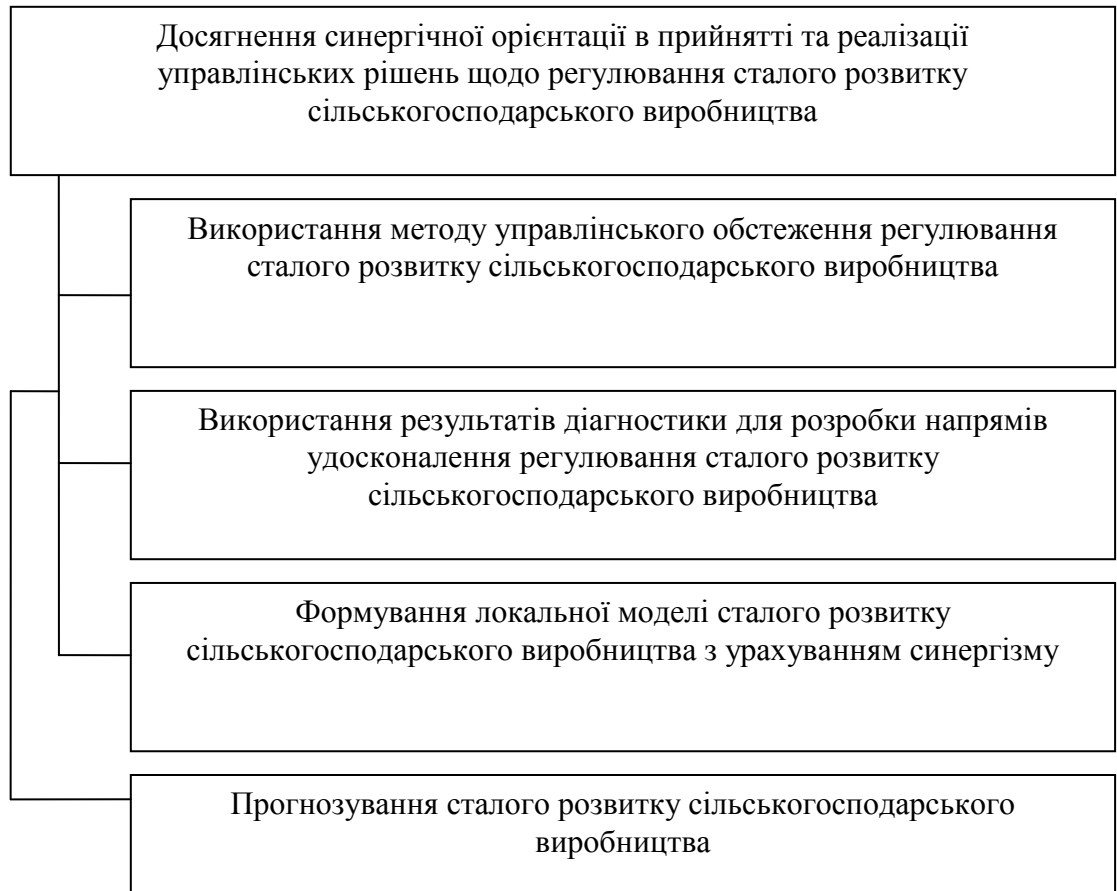 Досягнення синергічної орієнтації в прийнятті та реалізації
управлінських рішень щодо регулювання сталого розвитку
сільськогосподарського виробництва
Використання методу управлінського обстеження регулювання
сталого розвитку сільськогосподарського виробництва
Використання результатів діагностики для розробки напрямів
удосконалення регулювання сталого розвитку
сільськогосподарського виробництва
Формування локальної моделі сталого розвитку
сільськогосподарського виробництва з урахуванням синергізму
Прогнозування сталого розвитку сільськогосподарського
виробництва